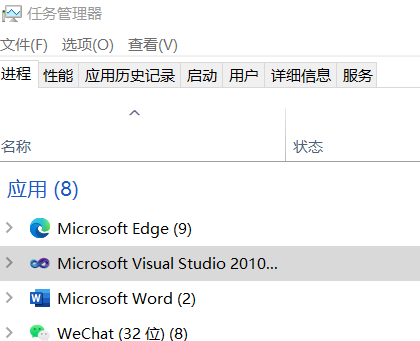 任务管理器
文件(F) 选项(O) 查看(V)
进程 性能 应用历史记录 启动 用户 详细信息 服务
名称 状态
应用 (8)
Microsoft Edge (9)
Microsoft Visual Studio 2010...
Microsoft Word (2)
WeChat (32 位) (8)